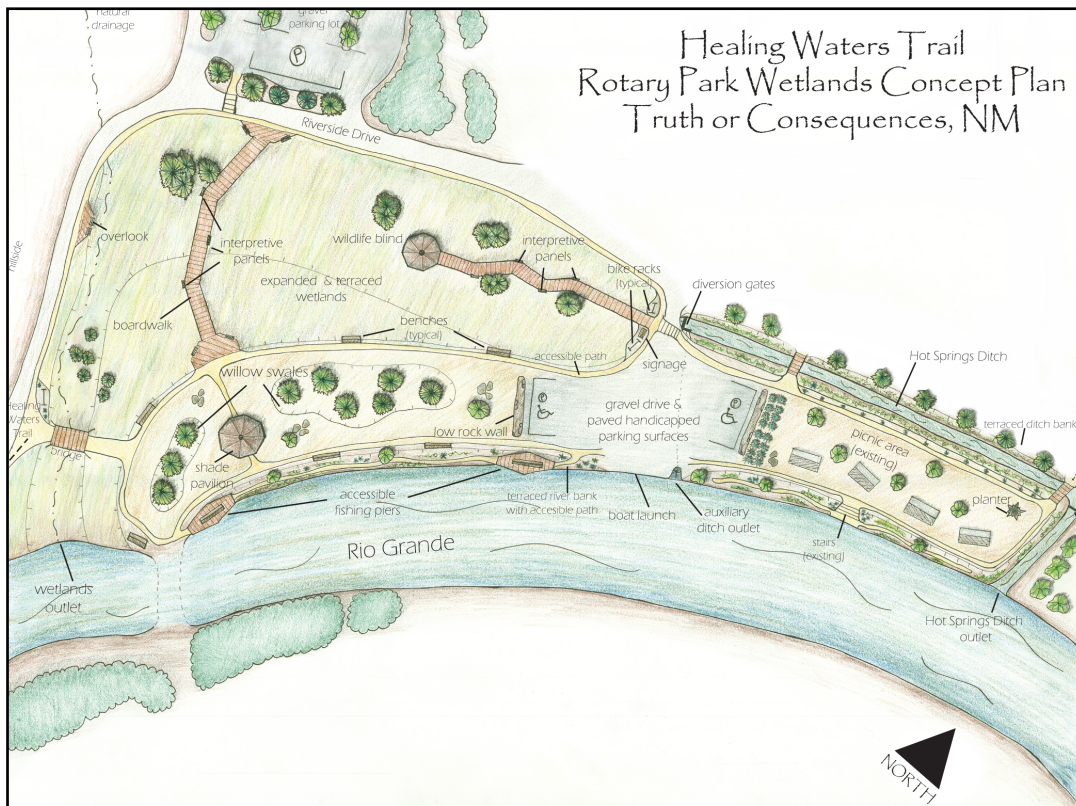 Healing Waters Trail
Rotary Park Wetlands Concept Plan
Truth or Consequences, NM
natural
drainage
gravel
parking lot
P
Riverside Drive
hillside
overlook
interpretive
panels
wildlife blind
interpretive
panels
bike racks
(typical)
diversion gates
expanded & terraced
wetlands
boardwalk
benches
(typical)
accessible path
signage
Hot Springs Ditch
willow swales
low rock wall
gravel drive &
paved handicapped
parking surfaces
terraced ditch bank
picnic area
(existing)
Healing
Waters
Trail
bridge
shade
pavilion
accessible
fishing piers
terraced river bank
with accesible path
boat launch
auxiliary
ditch outlet
planter
stairs
(existing)
Rio Grande
wetlands
outlet
Hot Springs Ditch
outlet
NORTH